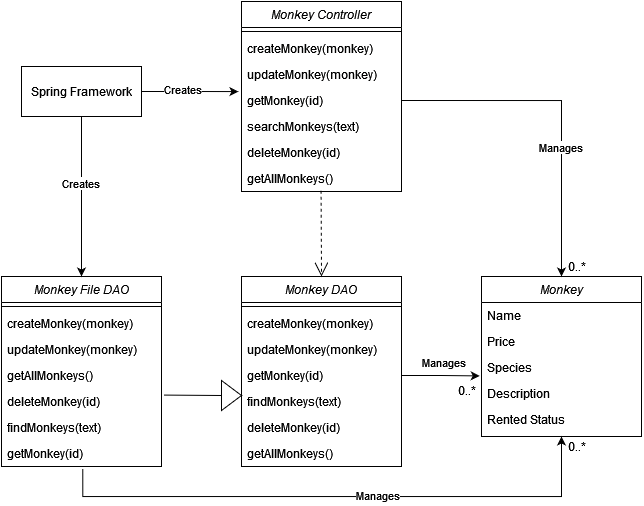 Monkey Controller
createMonkey(monkey)
updateMonkey(monkey)
getMonkey(id)
searchMonkeys(text)
deleteMonkey(id)
getAllMonkeys()
Spring Framework
Creates
Creates
Manages
0..*
Monkey File DAO
createMonkey(monkey)
updateMonkey(monkey)
getAllMonkeys()
deleteMonkey(id)
findMonkeys(text)
getMonkey(id)
Monkey DAO
createMonkey(monkey)
updateMonkey(monkey)
getMonkey(id)
findMonkeys(text)
deleteMonkey(id)
getAllMonkeys()
Manages
0..*
Monkey
Name
Price
Species
Description
Rented Status
0..*
Manages